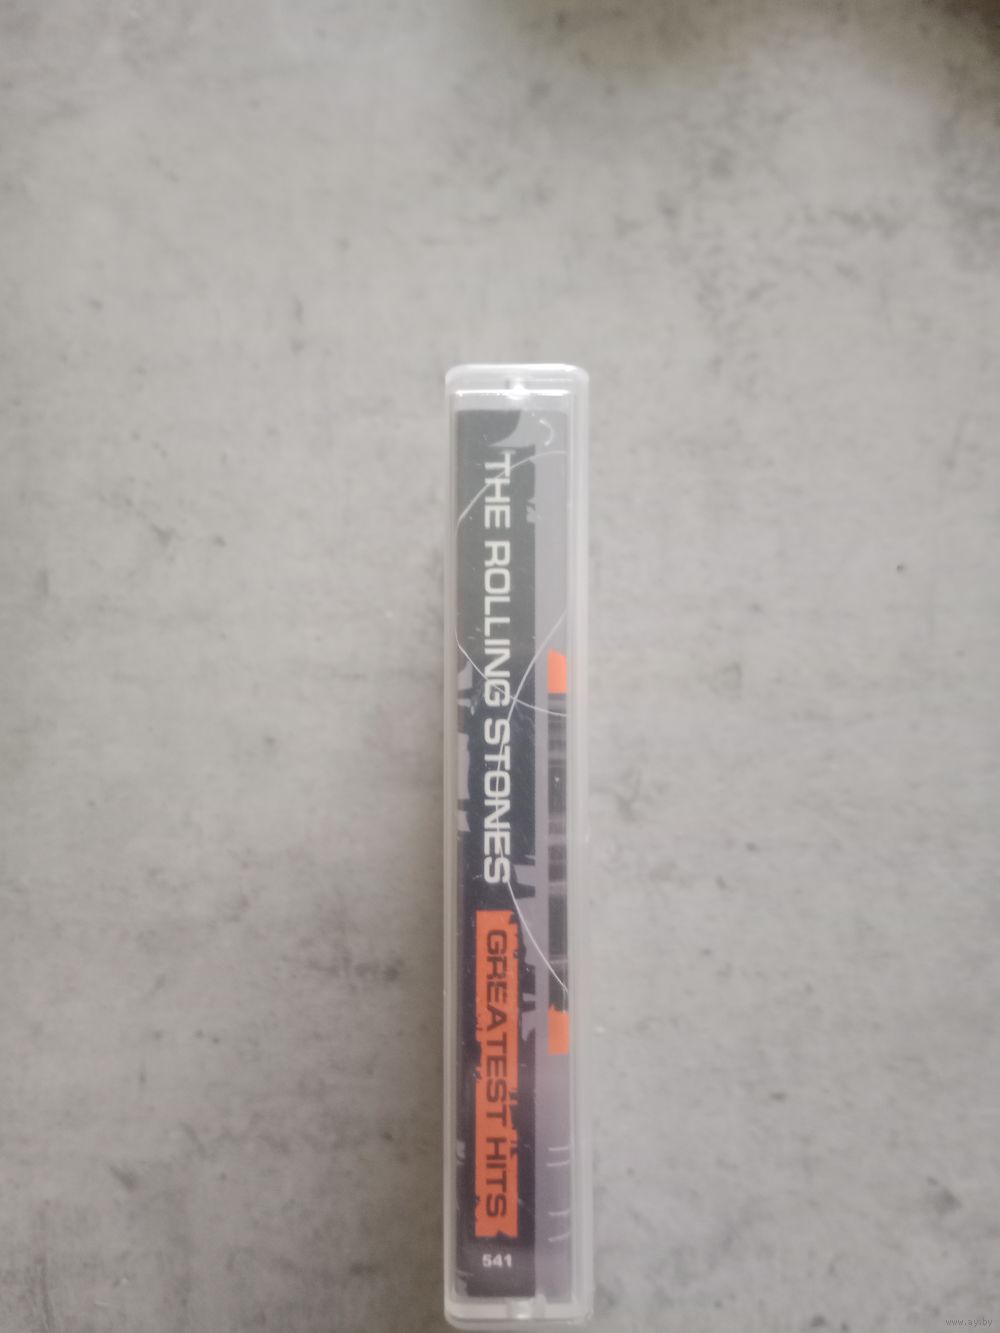 THE ROLLING STONES
GREATEST HITS
541
www.ay.by